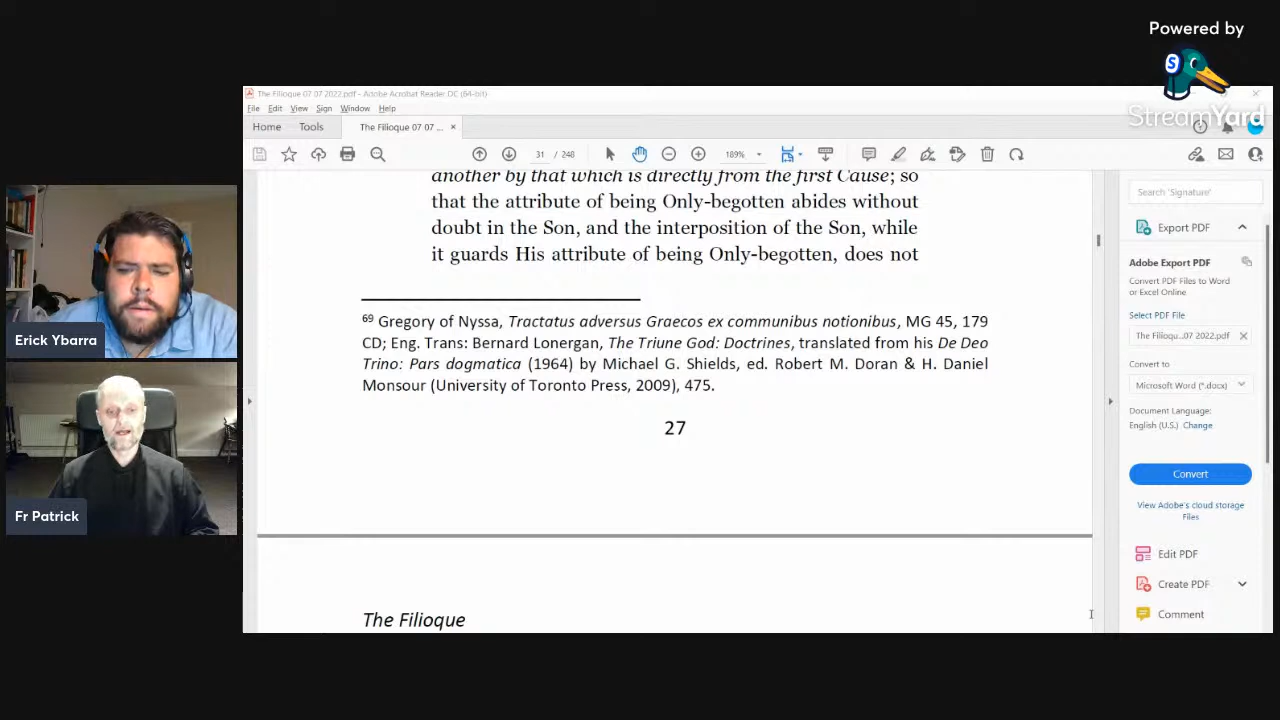 Powered by
StreamYard
The Filioque 07 07 2022.pdf - Adobe Acrobat Reader DC (64-bit)
File Edit View Sign Window Help
Home Tools The Filioque 07 07 ... ×
31 / 248 189%
another by that which is directly from the first Cause; so
that the attribute of being Only-begotten abides without
doubt in the Son, and the interposition of the Son, while
it guards His attribute of being Only-begotten, does not
69 Gregory of Nyssa, Tractatus adversus Graecos ex communibus notionibus, MG 45, 179
CD; Eng. Trans: Bernard Lonergan, The Triune God: Doctrines, translated from his De Deo
Trino: Pars dogmatica (1964) by Michael G. Shields, ed. Robert M. Doran & H. Daniel
Monsour (University of Toronto Press, 2009), 475.
27
The Filioque
Search 'Signature'
Export PDF
Adobe Export PDF
Convert PDF Files to Word
or Excel Online
Select PDF File
The Filiqu...07 2022.pdf ×
Convert to
Microsoft Word (*.docx)
Document Language:
English (U.S.) Change
Convert
View Adobe's cloud storage
Files
Edit PDF
Create PDF
Comment
Erick Ybarra
Fr Patrick